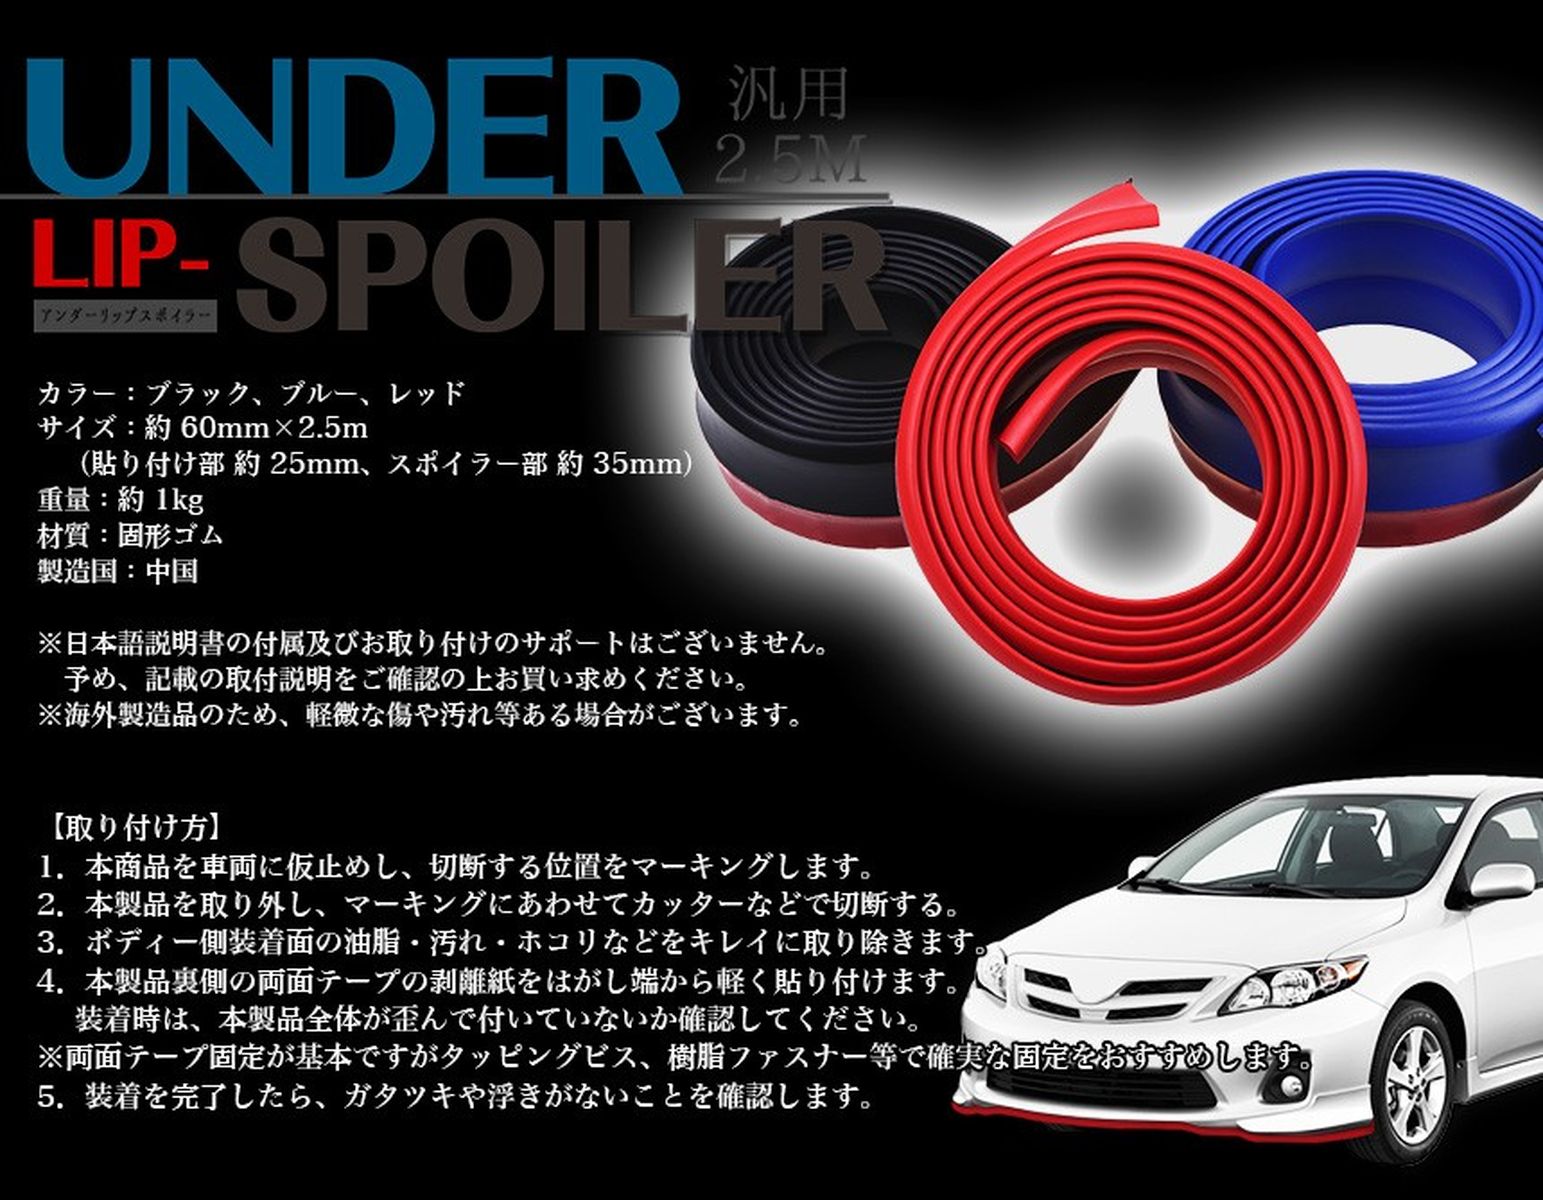 UNDER
汎用
2.5M
LIP-SPOILER
アンダーリップスポイラー
カラー：ブラック、ブルー、レッド
サイズ：約 60mm×2.5m
（貼り付け部 約 25mm、スポイラー部 約 35mm）
重量：約 1kg
材質：固形ゴム
製造国：中国
※日本語説明書の付属及びお取り付けのサポートはございません。
予め、記載の取付説明をご確認の上お買い求めください。
※海外製造品のため、軽微な傷や汚れ等ある場合がございます。
【取り付け方】
1．本商品を車両に仮止めし、切断する位置をマーキングします。
2．本製品を取り外し、マーキングにあわせてカッターなどで切断する。
3．ボディー側装着面の油脂・汚れ・ホコリなどをキレイに取り除きます。
4．本製品裏側の両面テープの剥離紙をはがし端から軽く貼り付けます。
装着時は、本製品全体が歪んで付いていないか確認してください。
※両面テープ固定が基本ですがタッピングビス、樹脂ファスナー等で確実な固定をおすすめします。
5．装着を完了したら、ガタツキや浮きがないことを確認します。